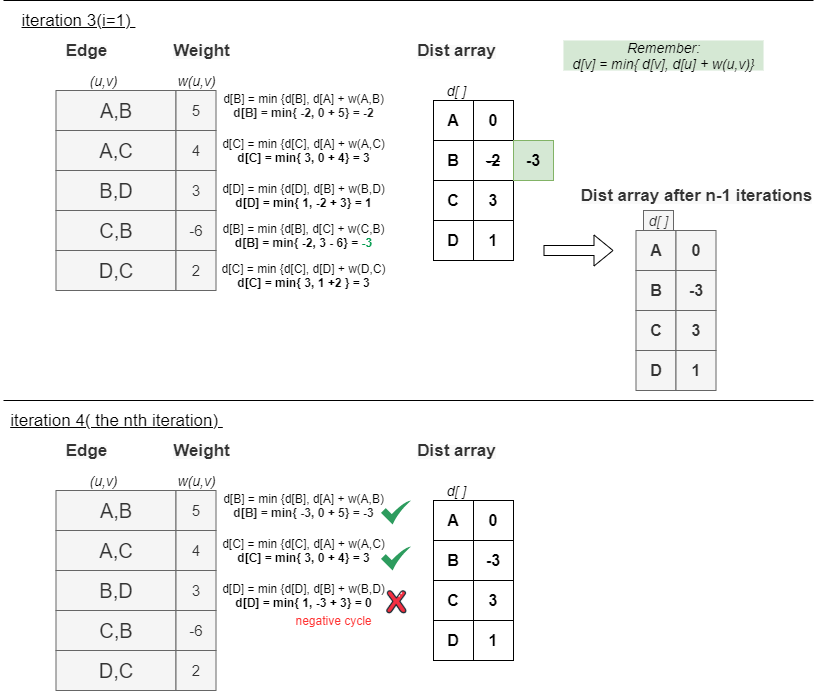 iteration 3(i=1)
Edge
Weight
Dist array
Remember:
d[v] = min{ d[v], d[u] + w(u,v)}
(u,v)
w(u,v)
A,B
5
d[B] = min {d[B], d[A] + w(A,B)
d[B] = min{ -2, 0 + 5} = -2
A,C
4
d[C] = min {d[C], d[A] + w(A,C)
d[C] = min{ 3, 0 + 4} = 3
B,D
3
d[D] = min {d[D], d[B] + w(B,D)
d[D] = min{ 1, -2 + 3} = 1
C,B
-6
d[B] = min {d[B], d[C] + w(C,B)
d[B] = min{ -2, 3 - 6} = -3
D,C
2
d[C] = min {d[C], d[D] + w(D,C)
d[C] = min{ 3, 1 +2 } = 3
d[ ]
A 0
B -2 -3
C 3
D 1
Dist array after n-1 iterations
d[ ]
A 0
B -3
C 3
D 1
iteration 4( the nth iteration)
Edge
Weight
Dist array
(u,v)
w(u,v)
A,B
5
d[B] = min {d[B], d[A] + w(A,B)
d[B] = min{ -3, 0 + 5} = -3
A,C
4
d[C] = min {d[C], d[A] + w(A,C)
d[C] = min{ 3, 0 + 4} = 3
B,D
3
d[D] = min {d[D], d[B] + w(B,D)
d[D] = min{ 1, -3 + 3} = 0
negative cycle
C,B
-6
D,C
2
d[ ]
A 0
B -3
C 3
D 1